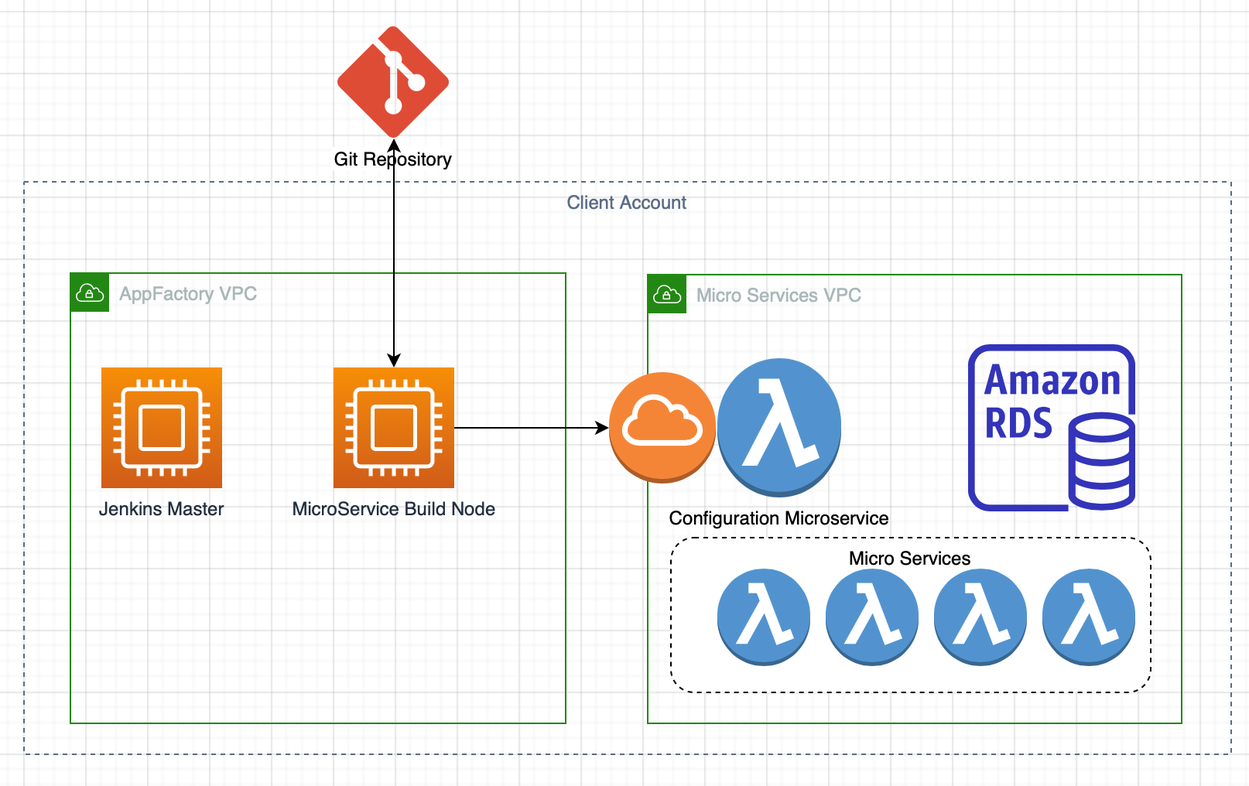 Git Repository
Client Account
AppFactory VPC
Micro Services VPC
Amazon
RDS
Jenkins Master
MicroService Build Node
Configuration Microservice
Micro Services